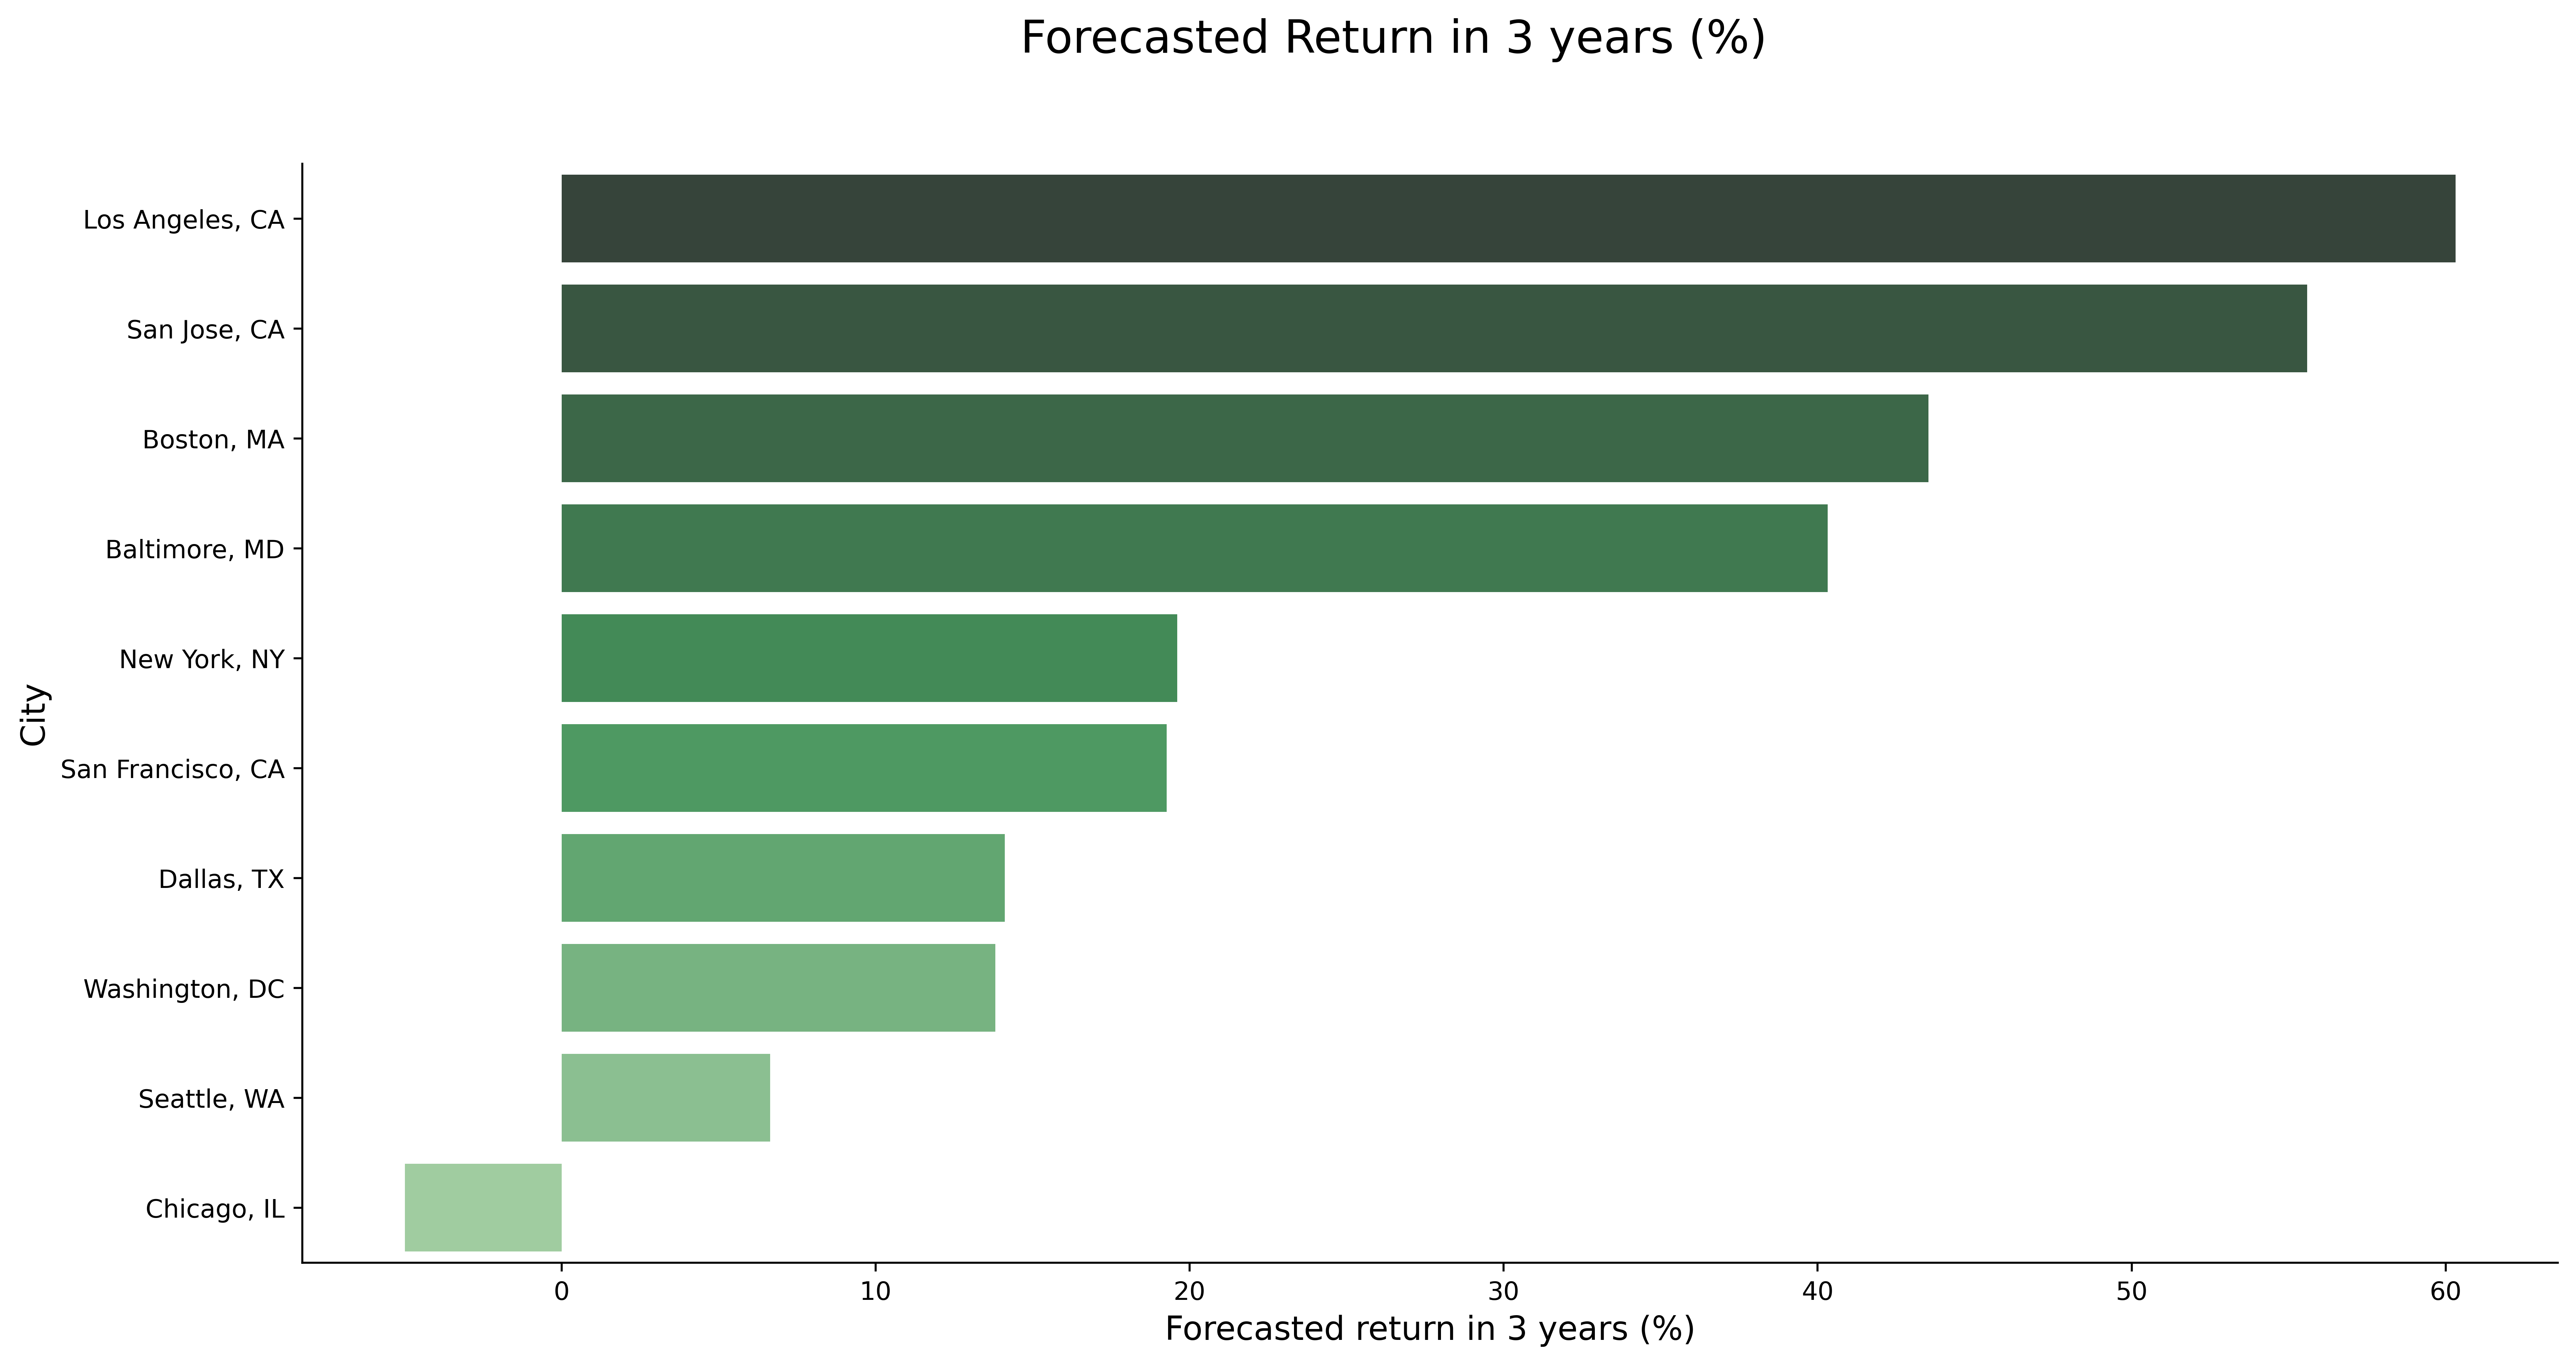 Forecasted Return in 3 years (%)
Los Angeles, CA
San Jose, CA
Boston, MA
Baltimore, MD
New York, NY
San Francisco, CA
Dallas, TX
Washington, DC
Seattle, WA
Chicago, IL
City
0 10 20 30 40 50 60
Forecasted return in 3 years (%)